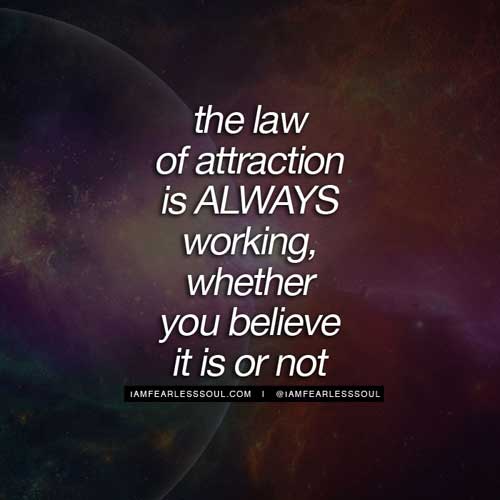 the law
of attraction
is ALWAYS
working,
whether
you believe
it is or not
iAMFEARLESSSOUL.COM I @iAMFEARLESSSOUL